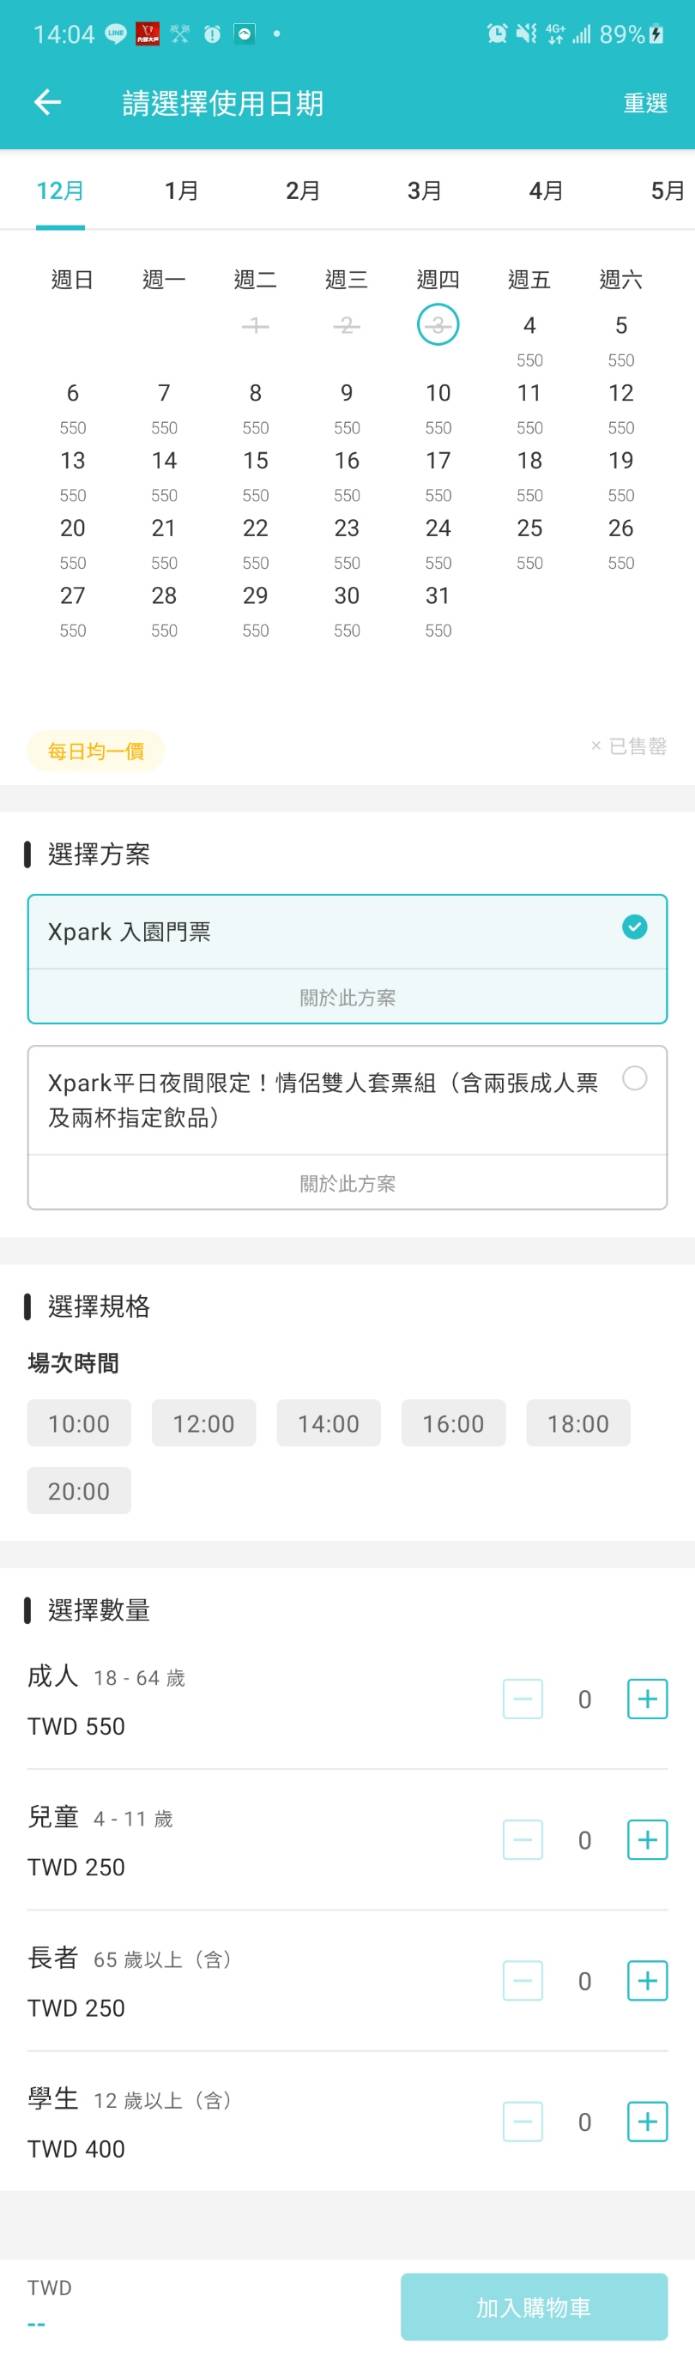 14:04 LINE 4G+ 89%
請選擇使用日期 重選
12月 1月 2月 3月 4月 5月
週日 週一 週二 週三 週四 週五 週六
1 2 3 4 5
550 550
6 7 8 9 10 11 12
550 550 550 550 550 550 550
13 14 15 16 17 18 19
550 550 550 550 550 550 550
20 21 22 23 24 25 26
550 550 550 550 550 550 550
27 28 29 30 31
550 550 550 550 550
每日均一價 × 已售罄
選擇方案
Xpark 入園門票
關於此方案
Xpark平日夜間限定！情侶雙人套票組（含兩張成人票
及兩杯指定飲品）
關於此方案
選擇規格
場次時間
10:00 12:00 14:00 16:00 18:00
20:00
選擇數量
成人 18 - 64 歲
TWD 550
0
兒童 4 - 11 歲
TWD 250
0
長者 65 歲以上（含）
TWD 250
0
學生 12 歲以上（含）
TWD 400
0
TWD
--
加入購物車